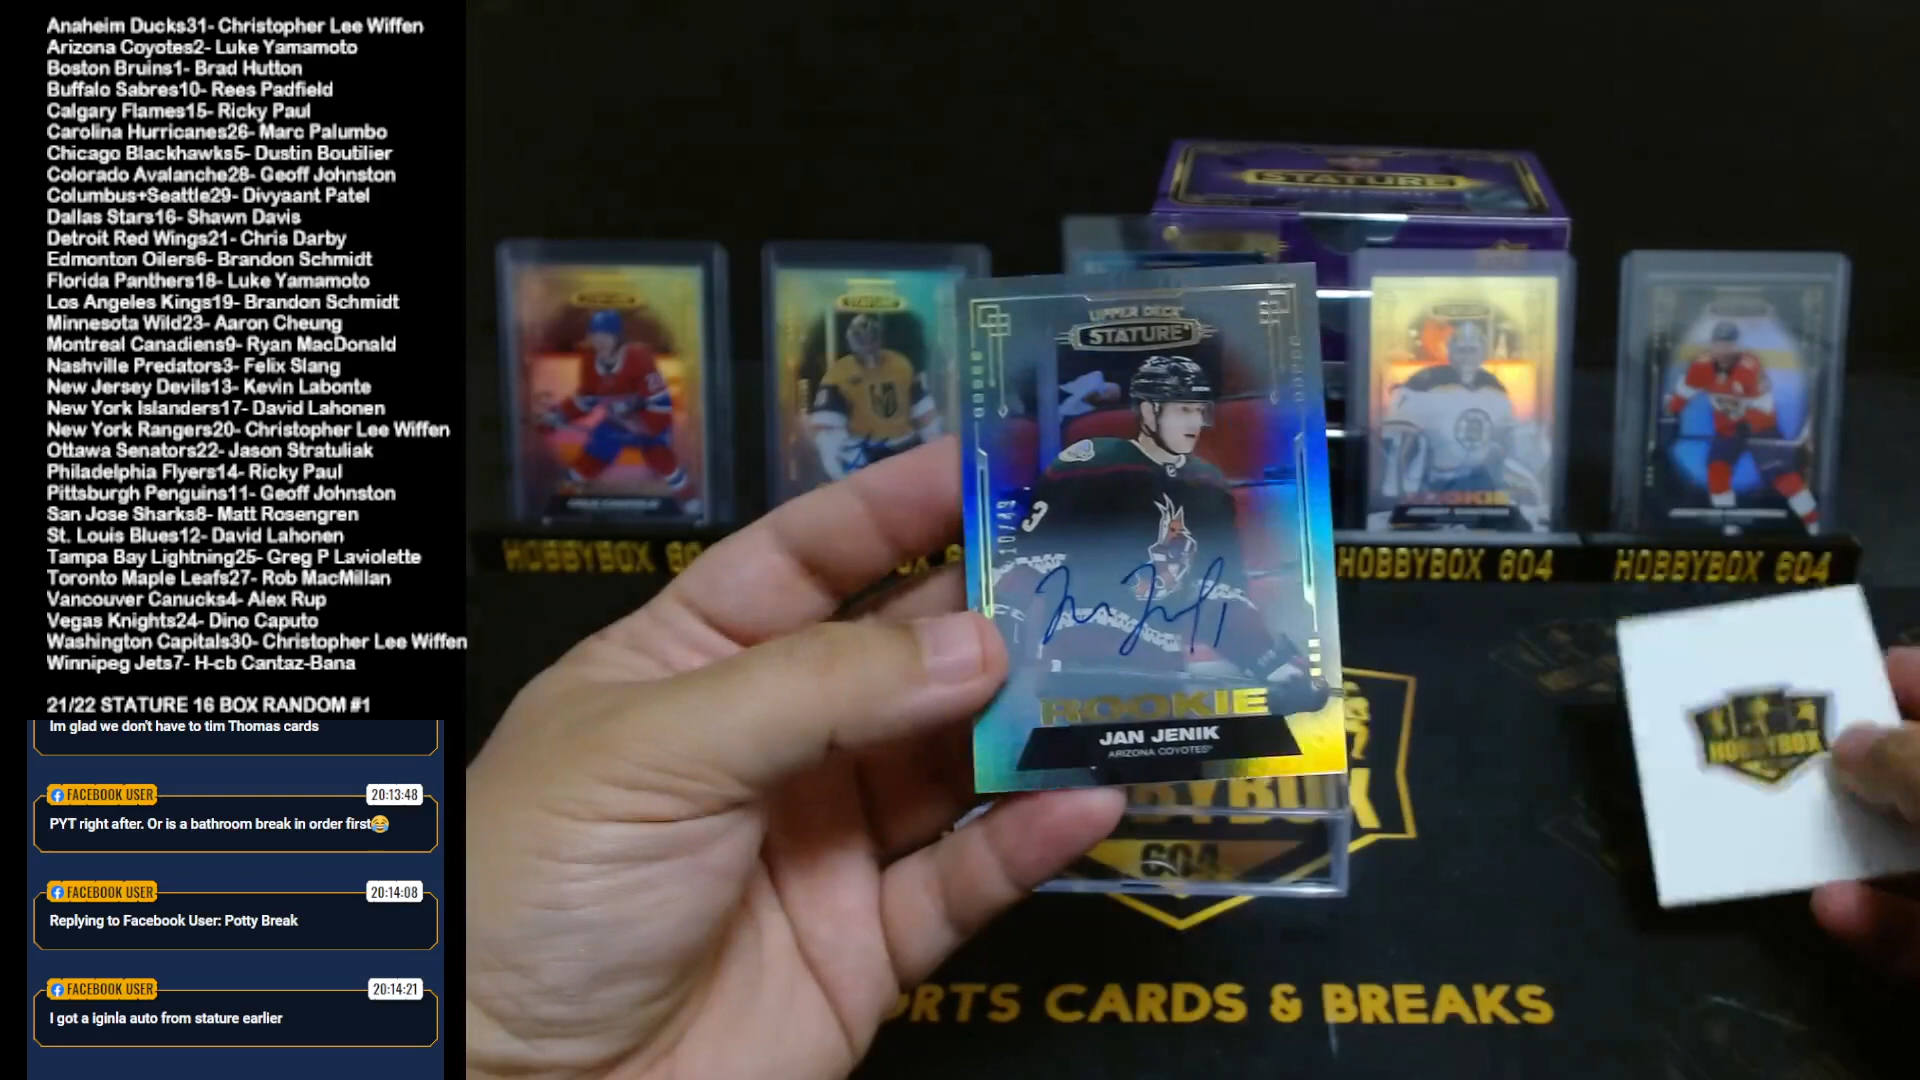 Anaheim Ducks31- Christopher Lee Wiffen
Arizona Coyotes2- Luke Yamamoto
Boston Bruins1- Brad Hutton
Buffalo Sabres10- Rees Padfield
Calgary Flames15- Ricky Paul
Carolina Hurricanes26- Marc Palumbo
Chicago Blackhawks5- Dustin Boutilier
Colorado Avalanche28- Geoff Johnston
Columbus+Seattle29- Divyaant Patel
Dallas Stars16- Shawn Davis
Detroit Red Wings21- Chris Darby
Edmonton Oilers6- Brandon Schmidt
Florida Panthers18- Luke Yamamoto
Los Angeles Kings19- Brandon Schmidt
Minnesota Wild23- Aaron Cheung
Montreal Canadiens9- Ryan MacDonald
Nashville Predators3- Felix Slang
New Jersey Devils13- Kevin Labonte
New York Islanders17- David Lahonen
New York Rangers20- Christopher Lee Wiffen
Ottawa Senators22- Jason Stratuliak
Philadelphia Flyers14- Ricky Paul
Pittsburgh Penguins11- Geoff Johnston
San Jose Sharks8- Matt Rosengren
St. Louis Blues12- David Lahonen
Tampa Bay Lightning25- Greg P Laviolette
Toronto Maple Leafs27- Rob MacMillan
Vancouver Canucks4- Alex Rup
Vegas Knights24- Dino Caputo
Washington Capitals30- Christopher Lee Wiffen
Winnipeg Jets7- H-cb Cantaz-Bana
21/22 STATURE 16 BOX RANDOM #1
Im glad we don't have to tim Thomas cards
FACEBOOK USER
20:13:48
PYT right after. Or is a bathroom break in order first😂
FACEBOOK USER
20:14:08
Replying to Facebook User: Potty Break
FACEBOOK USER
20:14:21
I got a iginla auto from stature earlier
STATURE
UPPER DECK
STATURE
10/49
3
ROOKIE
JAN JENIK
ARIZONA COYOTES
HOBBYBOX 60
HOBBYBOX 604
HOBBYBOX 604
HOBBYBOX
604
ORTS CARDS & BREAKS